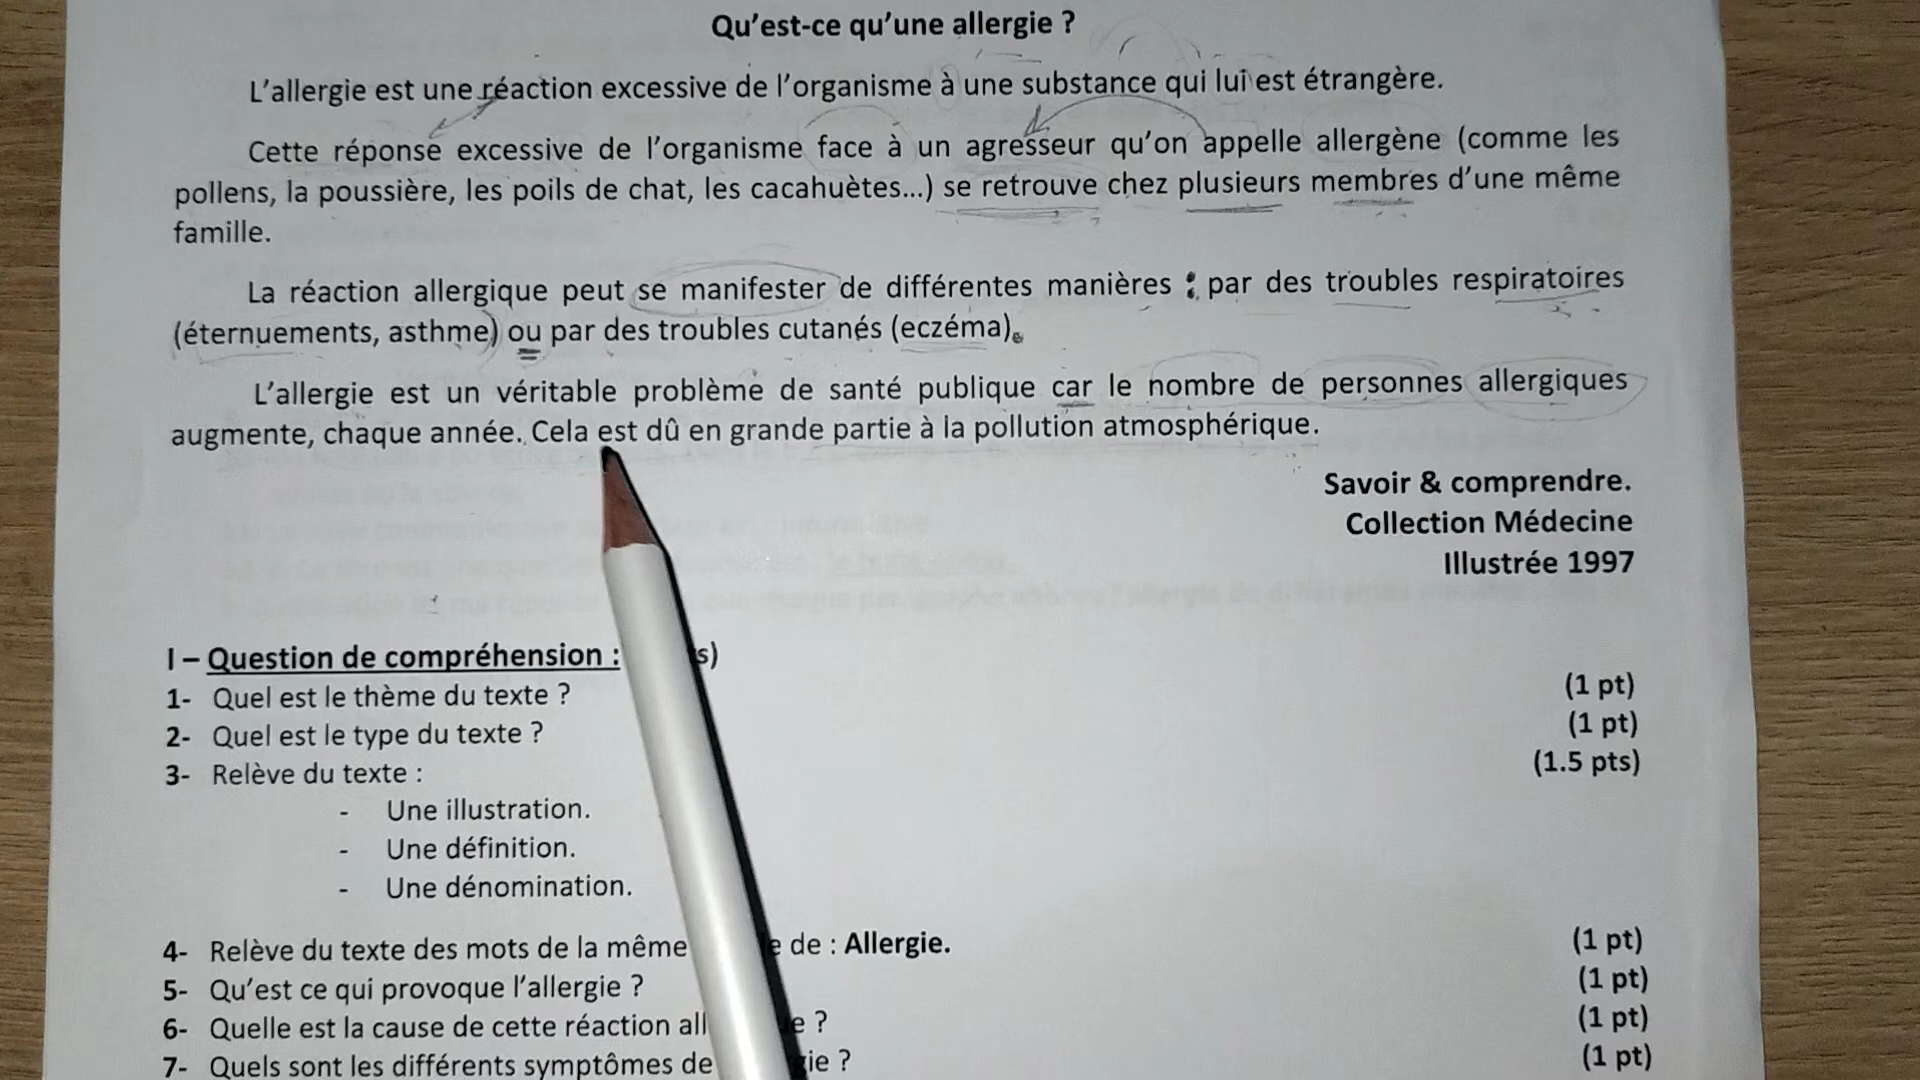 Qu'est-ce qu'une allergie ?
L'allergie est une réaction excessive de l'organisme à une substance qui lui est étrangère.
Cette réponse excessive de l'organisme face à un agresseur qu'on appelle allergène (comme les
pollens, la poussière, les poils de chat, les cacahuètes...) se retrouve chez plusieurs membres d'une même
famille.
La réaction allergique peut se manifester de différentes manières : par des troubles respiratoires
(éternuements, asthme) ou par des troubles cutanés (eczéma).
L'allergie est un véritable problème de santé publique car le nombre de personnes allergiques
augmente, chaque année. Cela est dû en grande partie à la pollution atmosphérique.
Savoir & comprendre.
Collection Médecine
Illustrée 1997
I – Question de compréhension : s)
1- Quel est le thème du texte ? (1 pt)
2- Quel est le type du texte ? (1 pt)
3- Relève du texte : (1.5 pts)
- Une illustration.
- Une définition.
- Une dénomination.
4- Relève du texte des mots de la même e de : Allergie. (1 pt)
5- Qu'est ce qui provoque l'allergie ? (1 pt)
6- Quelle est la cause de cette réaction all e ? (1 pt)
7- Quels sont les différents symptômes de gie ? (1 pt)